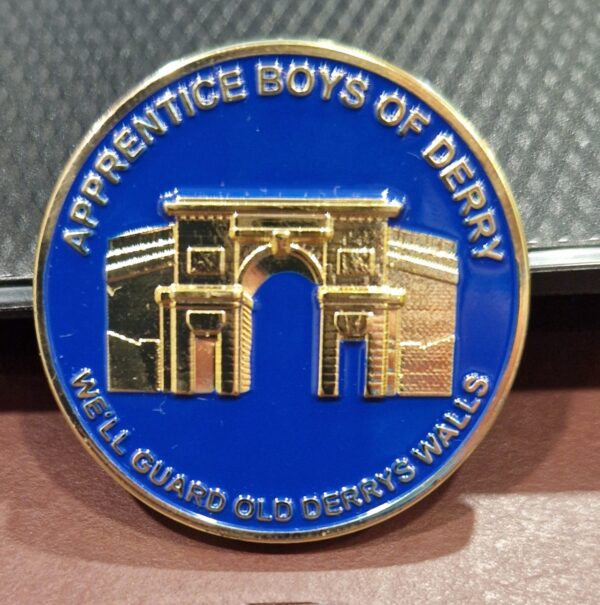 APPRENTICE BOYS OF DERRY
WE'LL GUARD OLD DERRYS WALLS